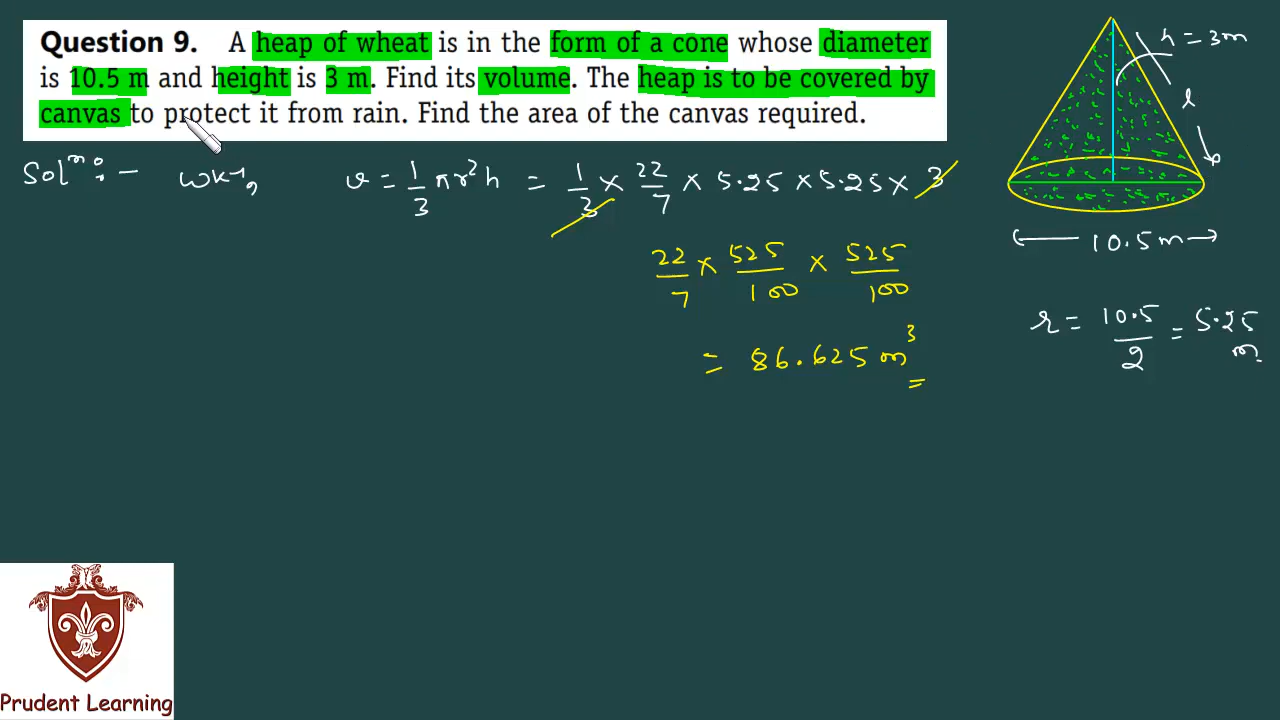 Question 9. A heap of wheat is in the form of a cone whose diameter
is 10.5 m and height is 3 m. Find its volume. The heap is to be covered by
canvas to protect it from rain. Find the area of the canvas required.
Solⁿ :- WKT, v = 1/3 πr²h = 1/3 × 22/7 × 5.25 × 5.25 × 3
22/7 × 525/100 × 525/100
= 86.625 m³
h = 3m
l
10.5m
r = 10.5/2 = 5.25 m
Prudent Learning